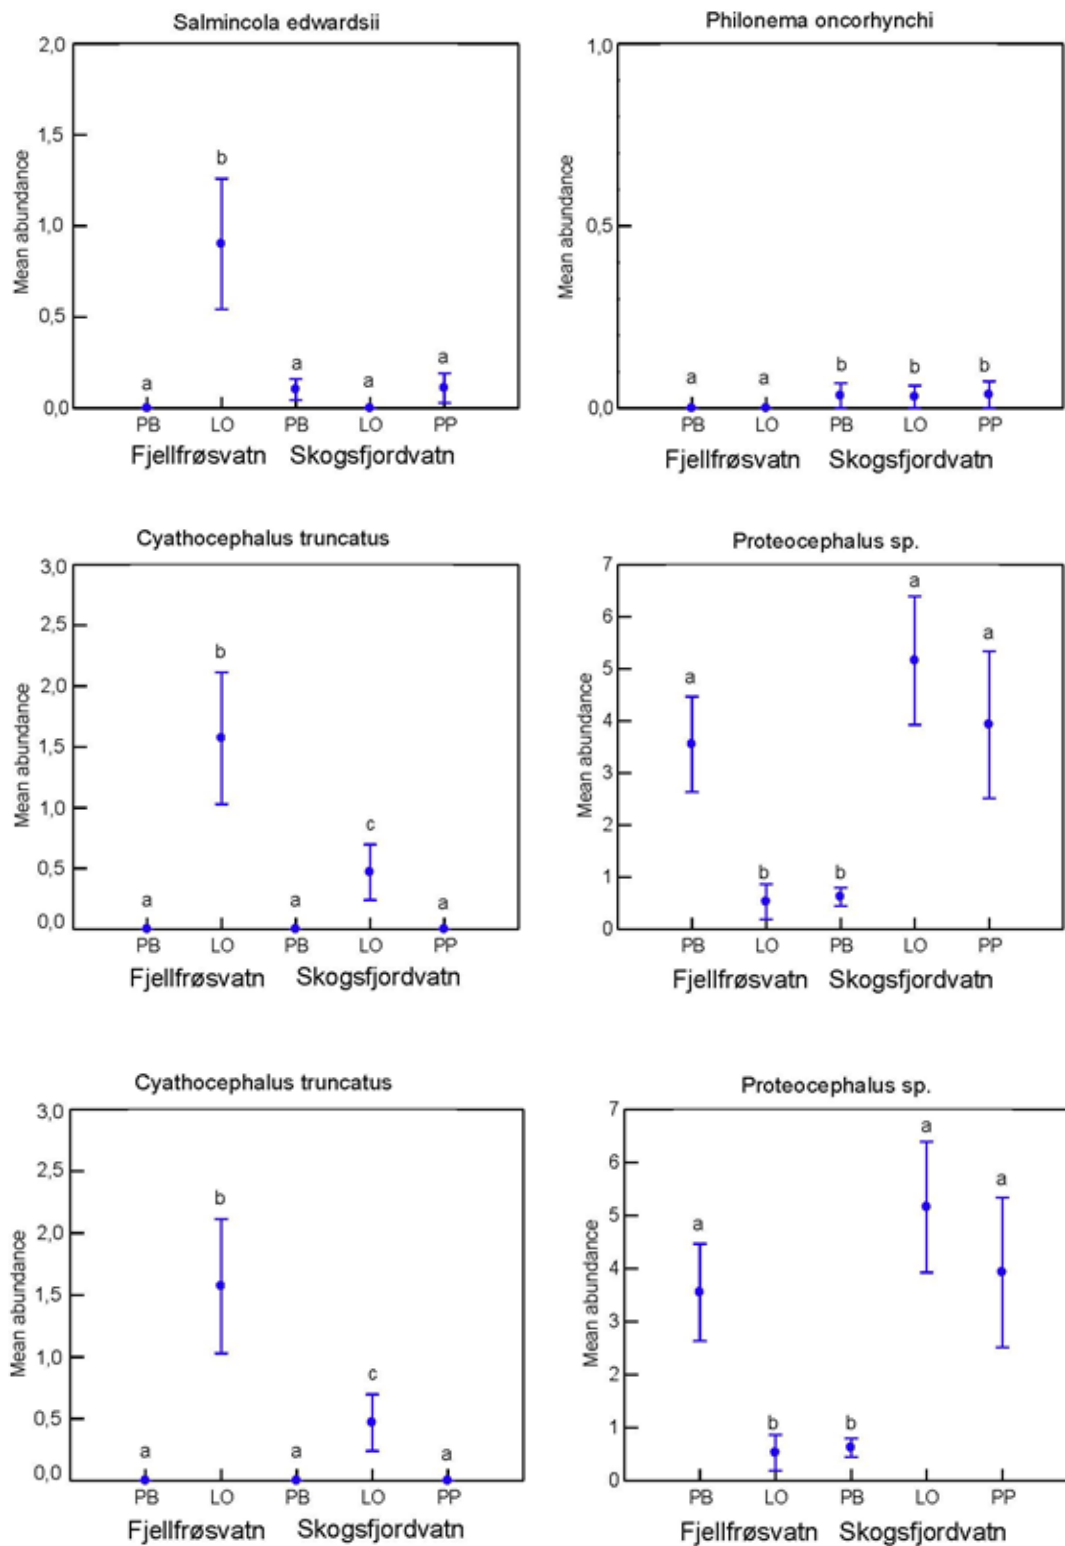 Salmincola edwardsii
2,0
1,5
1,0
0,5
0,0
Mean abundance
a
b
a
a
a
PB LO PB LO PP
Fjellfrøsvatn Skogsfjordvatn
Philonema oncorhynchi
1,0
0,5
0,0
Mean abundance
a
a
b
b
b
PB LO PB LO PP
Fjellfrøsvatn Skogsfjordvatn
Cyathocephalus truncatus
3,0
2,5
2,0
1,5
1,0
0,5
0,0
Mean abundance
a
b
a
c
a
PB LO PB LO PP
Fjellfrøsvatn Skogsfjordvatn
Proteocephalus sp.
7
6
5
4
3
2
1
0
Mean abundance
a
b
b
a
a
PB LO PB LO PP
Fjellfrøsvatn Skogsfjordvatn
Cyathocephalus truncatus
3,0
2,5
2,0
1,5
1,0
0,5
0,0
Mean abundance
a
b
a
c
a
PB LO PB LO PP
Fjellfrøsvatn Skogsfjordvatn
Proteocephalus sp.
7
6
5
4
3
2
1
0
Mean abundance
a
b
b
a
a
PB LO PB LO PP
Fjellfrøsvatn Skogsfjordvatn